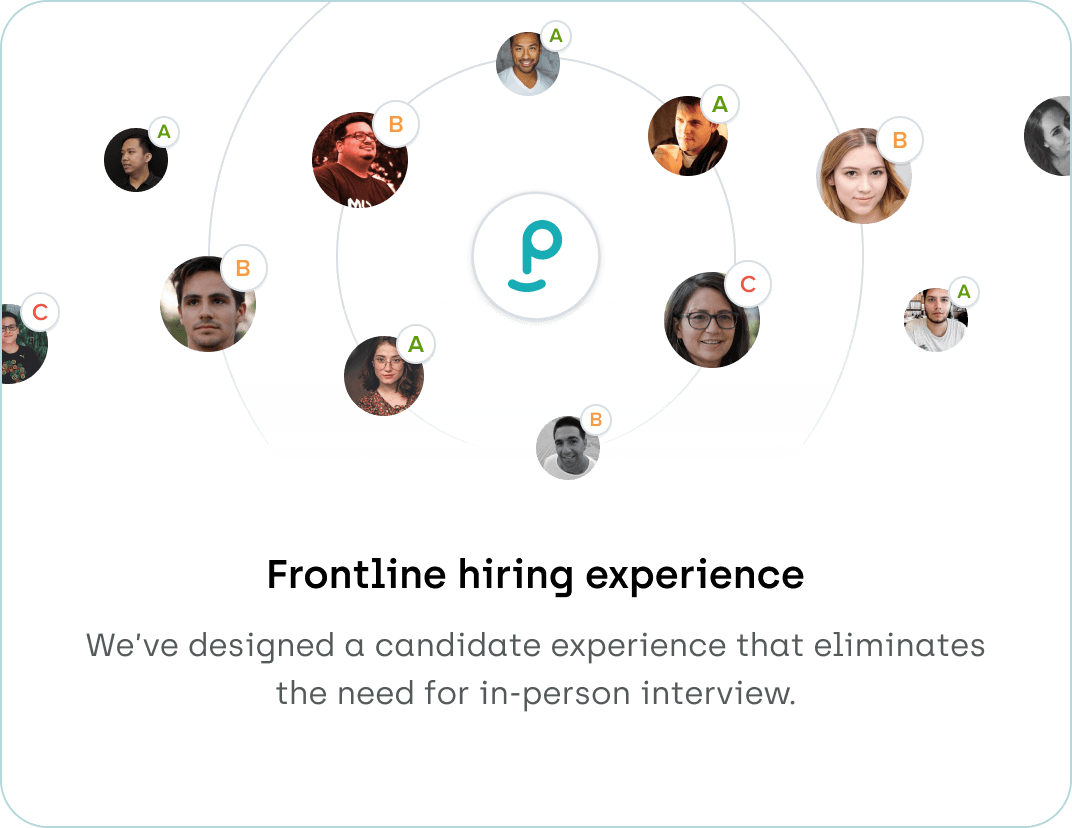 A
A
A
B
B
B
C
C
A
A
B
Frontline hiring experience
We've designed a candidate experience that eliminates
the need for in-person interview.